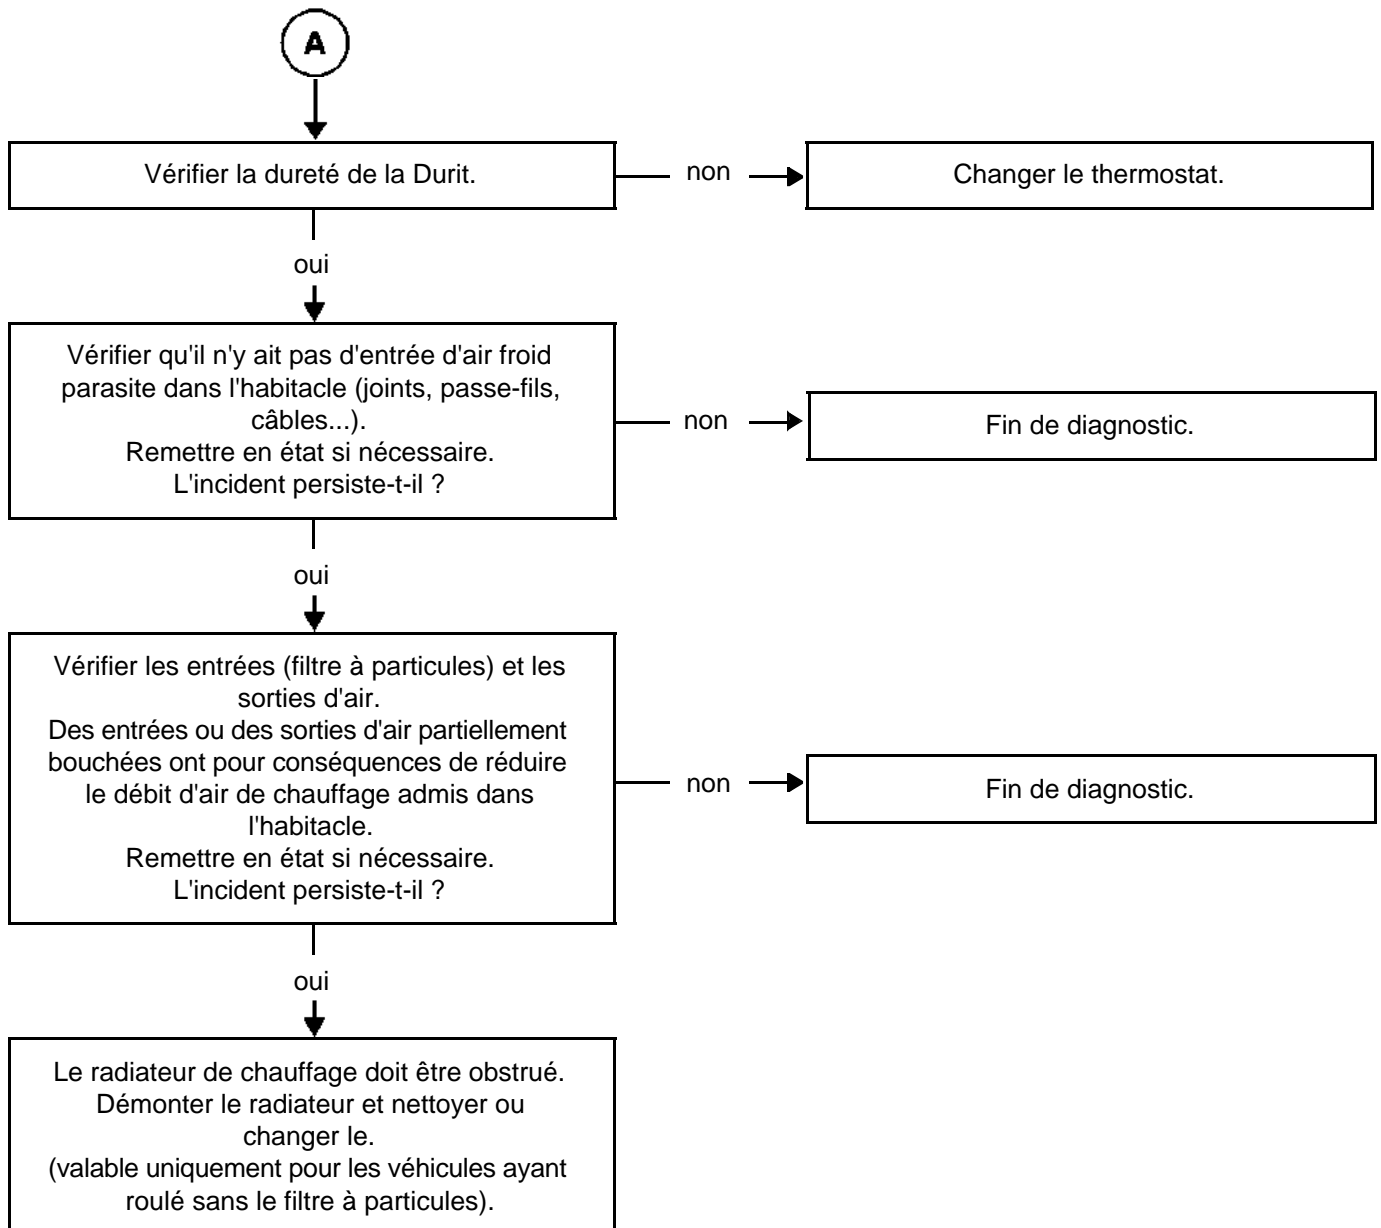 A
Vérifier la dureté de la Durit.
non
Changer le thermostat.
oui
Vérifier qu'il n'y ait pas d'entrée d'air froid
parasite dans l'habitacle (joints, passe-fils,
câbles...).
Remettre en état si nécessaire.
L'incident persiste-t-il ?
non
Fin de diagnostic.
oui
Vérifier les entrées (filtre à particules) et les
sorties d'air.
Des entrées ou des sorties d'air partiellement
bouchées ont pour conséquences de réduire
le débit d'air de chauffage admis dans
l'habitacle.
Remettre en état si nécessaire.
L'incident persiste-t-il ?
non
Fin de diagnostic.
oui
Le radiateur de chauffage doit être obstrué.
Démonter le radiateur et nettoyer ou
changer le.
(valable uniquement pour les véhicules ayant
roulé sans le filtre à particules).